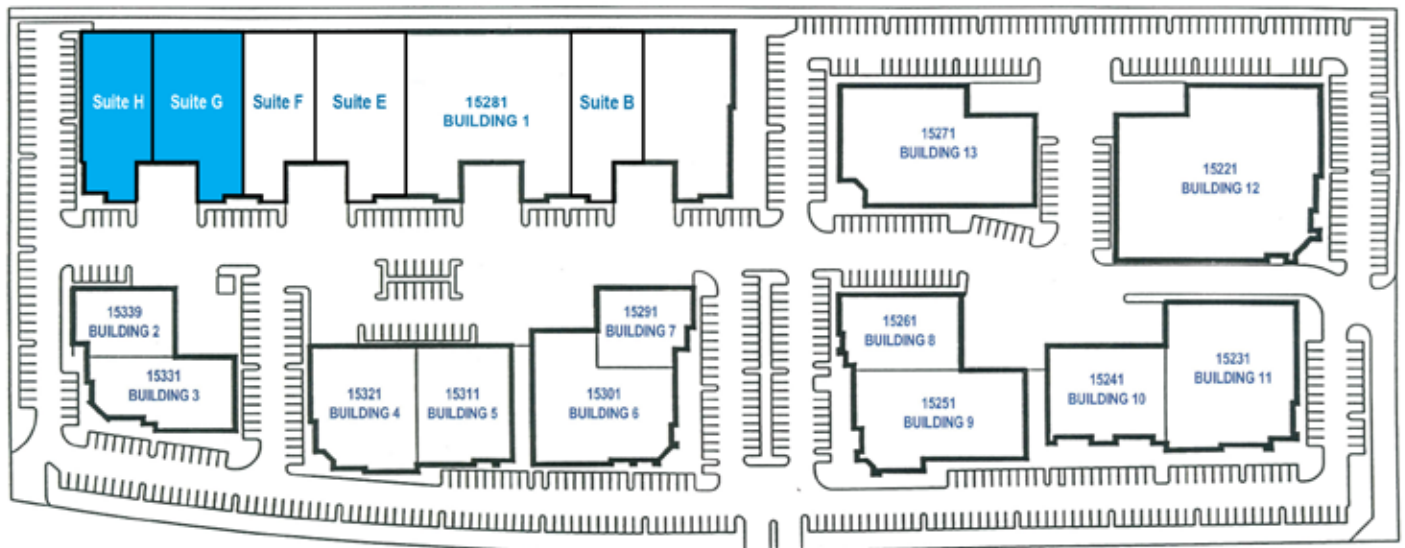 Suite H
Suite G
Suite F
Suite E
15281
BUILDING 1
Suite B
15271
BUILDING 13
15221
BUILDING 12
15339
BUILDING 2
15331
BUILDING 3
15321
BUILDING 4
15311
BUILDING 5
15291
BUILDING 7
15301
BUILDING 6
15261
BUILDING 8
15251
BUILDING 9
15241
BUILDING 10
15231
BUILDING 11